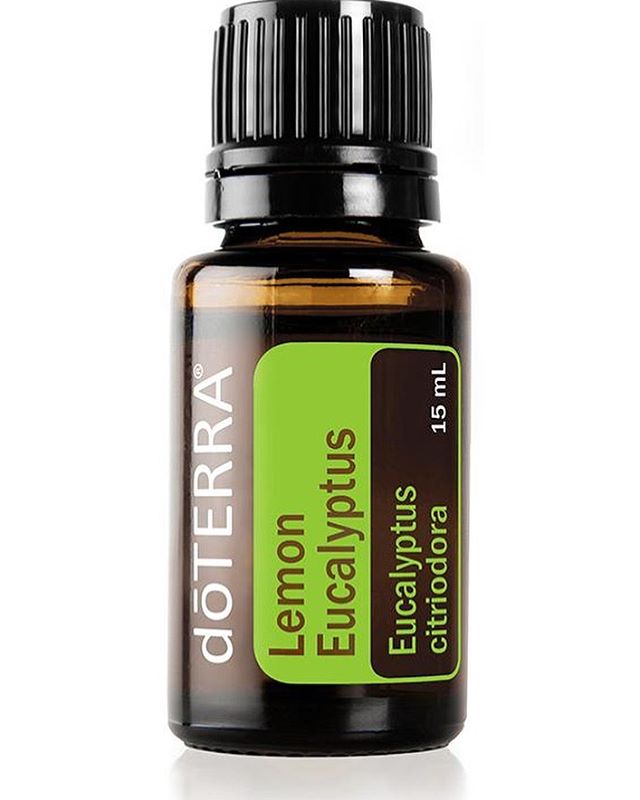 dōTERRA®
Lemon
Eucalyptus
Eucalyptus
citriodora
15 mL